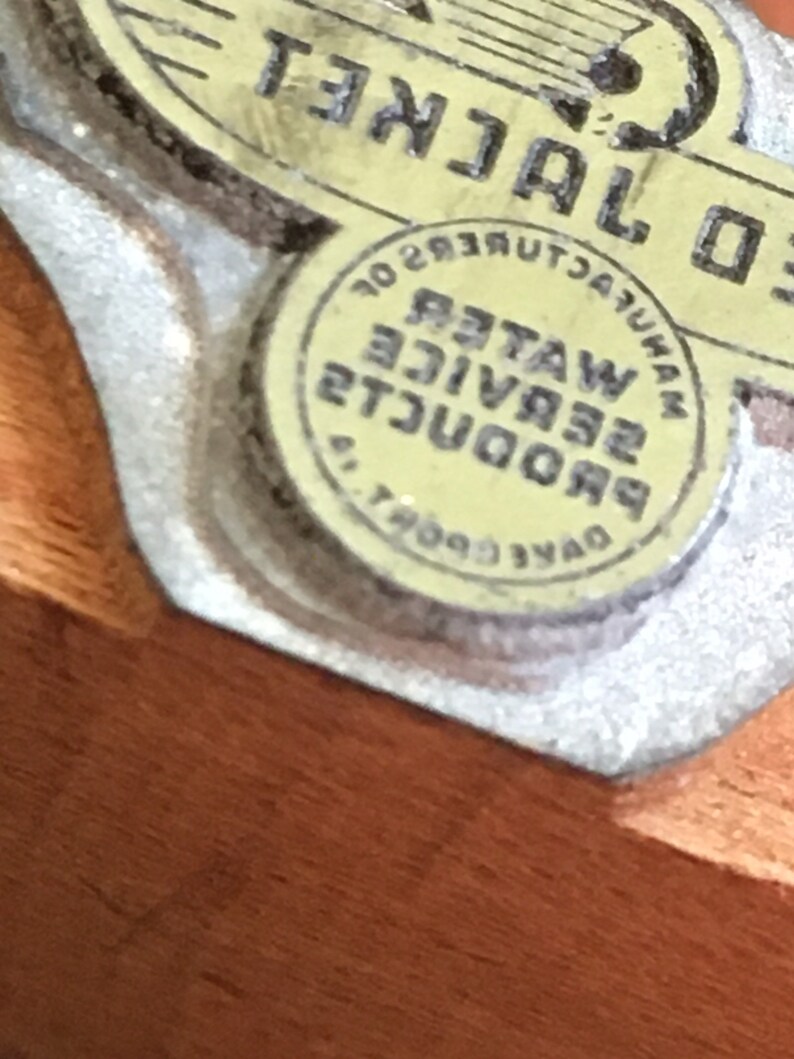 ED JACKET
MANUFACTURERS OF
WATER
SERVICE
PRODUCTS
DAVENPORT, IA